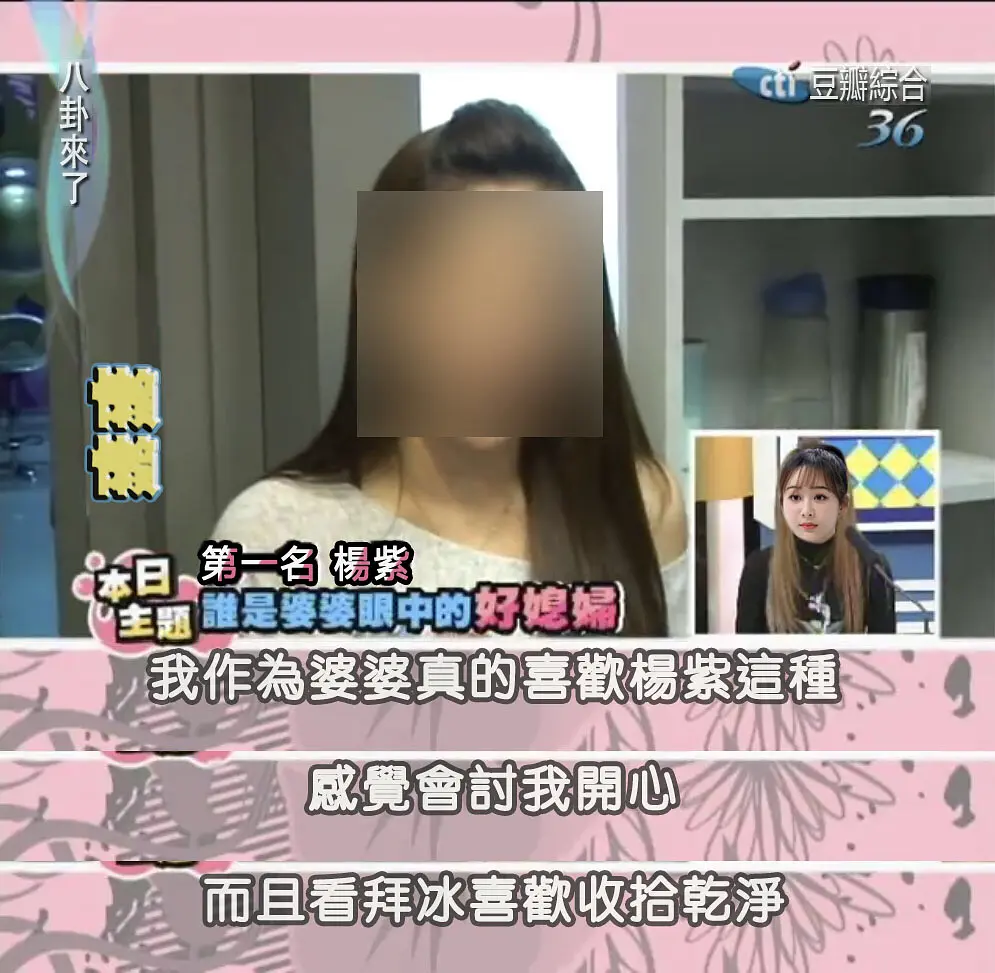 八卦來了
cti 豆瓣綜合
36
懶懶
本日主題
第一名 楊紫
誰是婆婆眼中的好媳婦
我作為婆婆真的喜歡楊紫這種
感覺會討我開心
而且看拜冰喜歡收拾乾淨